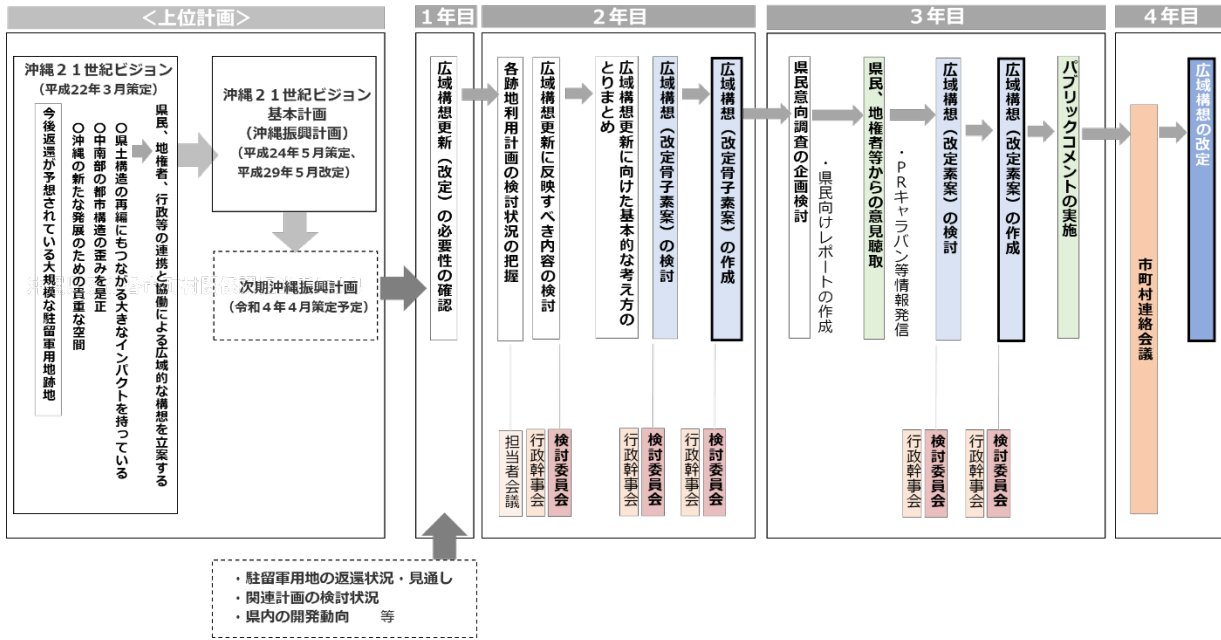 ＜上位計画＞
沖縄２１世紀ビジョン
（平成22年３月策定）
今後返還が予想されている大規模な駐留軍用地跡地
〇県土構造の再編にもつながる大きなインパクトを持っている
〇中南部の都市構造の歪みを是正
〇沖縄の新たな発展のための貴重な空間
県民、地権者、行政等の連携と協働による広域的な構想を立案する
沖縄２１世紀ビジョン
基本計画
（沖縄振興計画）
（平成24年５月策定、
平成29年５月改定）
次期沖縄振興計画
（令和４年４月策定予定）
１年目
広域構想更新（改定）の必要性の確認
・駐留軍用地の返還状況・見通し
・関連計画の検討状況
・県内の開発動向　等
２年目
各跡地利用計画の検討状況の把握
広域構想更新に反映すべき内容の検討
広域構想更新に向けた基本的な考え方の
とりまとめ
広域構想（改定骨子素案）の検討
広域構想（改定骨子素案）の作成
担当者会議
行政幹事会
検討委員会
行政幹事会
検討委員会
行政幹事会
検討委員会
３年目
県民意向調査の企画検討
・県民向けレポートの作成
県民、地権者等からの意見聴取
・ＰＲキャラバン等情報発信
広域構想（改定素案）の検討
広域構想（改定素案）の作成
パブリックコメントの実施
行政幹事会
検討委員会
行政幹事会
検討委員会
４年目
市町村連絡会議
広域構想の改定